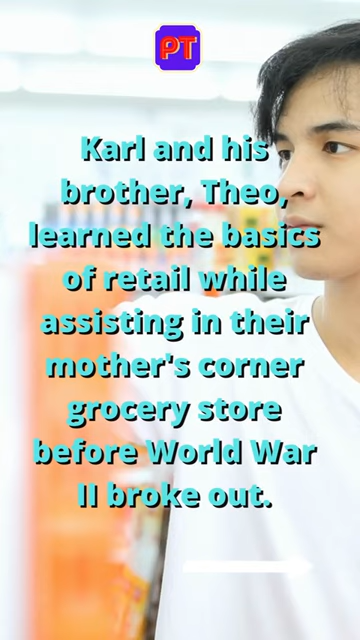 PT
Karl and his
brother, Theo,
learned the basics
of retail while
assisting in their
mother's corner
grocery store
before World War
II broke out.